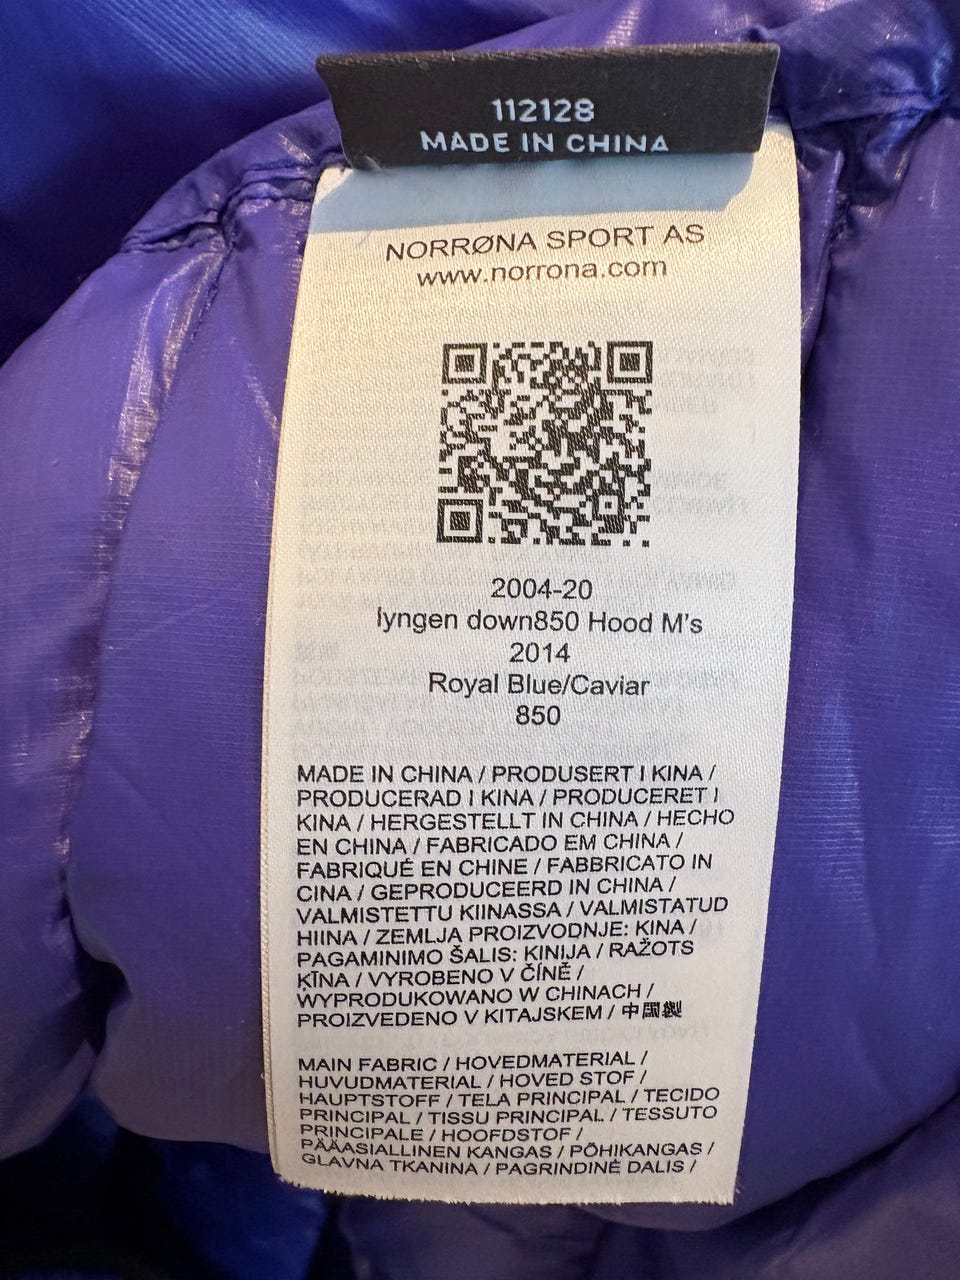 112128
MADE IN CHINA
NORRØNA SPORT AS
www.norrona.com
2004-20
lyngen down850 Hood M's
2014
Royal Blue/Caviar
850
MADE IN CHINA / PRODUSERT I KINA /
PRODUCERAD I KINA / PRODUCERET I
KINA / HERGESTELLT IN CHINA / HECHO
EN CHINA / FABRICADO EM CHINA /
FABRIQUÉ EN CHINE / FABBRICATO IN
CINA / GEPRODUCEERD IN CHINA /
VALMISTETTU KIINASSA / VALMISTATUD
HIINA / ZEMLJA PROIZVODNJE: KINA /
PAGAMINIMO ŠALIS: KINIJA / RAŽOTS
ĶĪNA / VYROBENO V ČÍNĚ /
WYPRODUKOWANO W CHINACH /
PROIZVEDENO V KITAJSKEM / 中國製
MAIN FABRIC / HOVEDMATERIAL /
HUVUDMATERIAL / HOVED STOF /
HAUPTSTOFF / TELA PRINCIPAL / TECIDO
PRINCIPAL / TISSU PRINCIPAL / TESSUTO
PRINCIPALE / HOOFDSTOF /
PÄÄASIALLINEN KANGAS / PÕHIKANGAS /
GLAVNA TKANINA / PAGRINDINĖ DALIS /